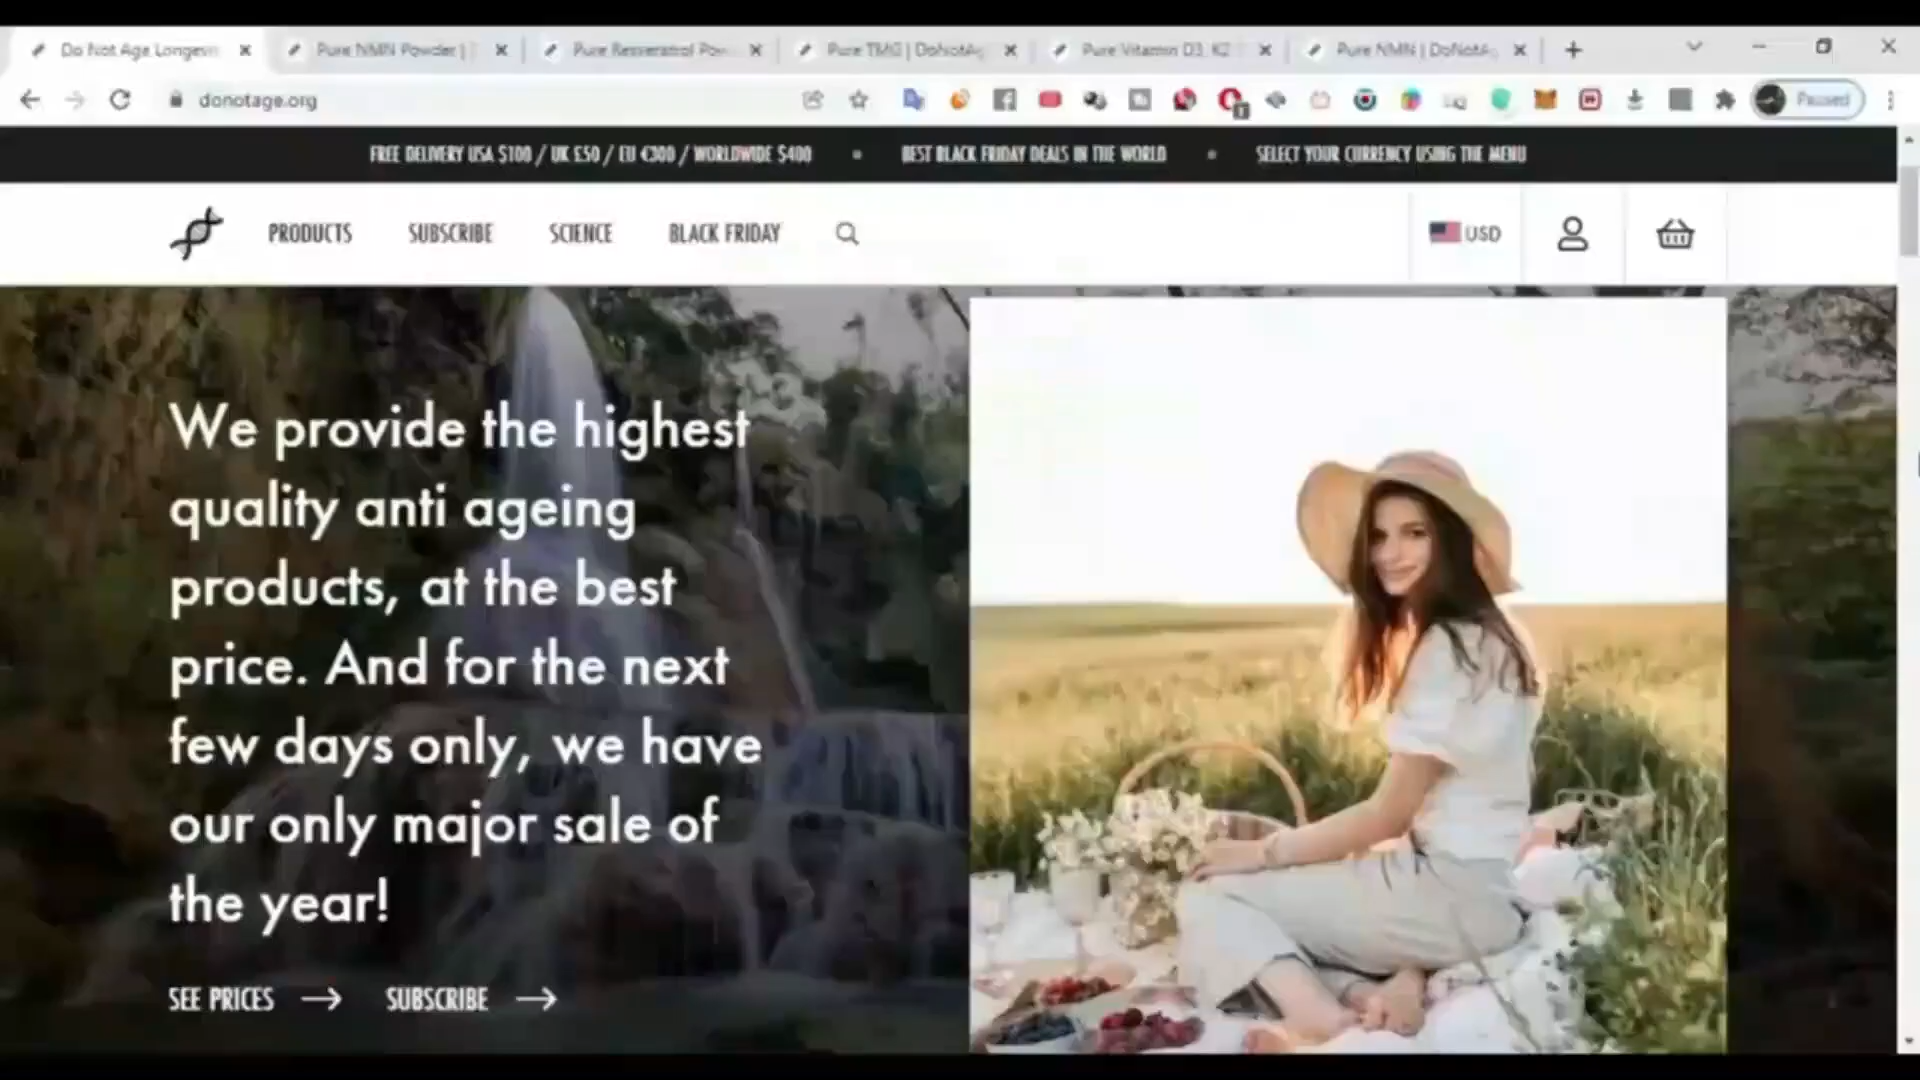 Do Not Age Longev
Pure NMN Powder |
Pure Resveratrol Pow
Pure TMG | DoNotAg
Pure Vitamin D3, K2
Pure NMN | DoNotA
donotage.org
Paused
FREE DELIVERY USA $100 / UK £50 / EU €300 / WORLDWIDE $400
BEST BLACK FRIDAY DEALS IN THE WORLD
SELECT YOUR CURRENCY USING THE MENU
PRODUCTS
SUBSCRIBE
SCIENCE
BLACK FRIDAY
USD
We provide the highest
quality anti ageing
products, at the best
price. And for the next
few days only, we have
our only major sale of
the year!
SEE PRICES
SUBSCRIBE